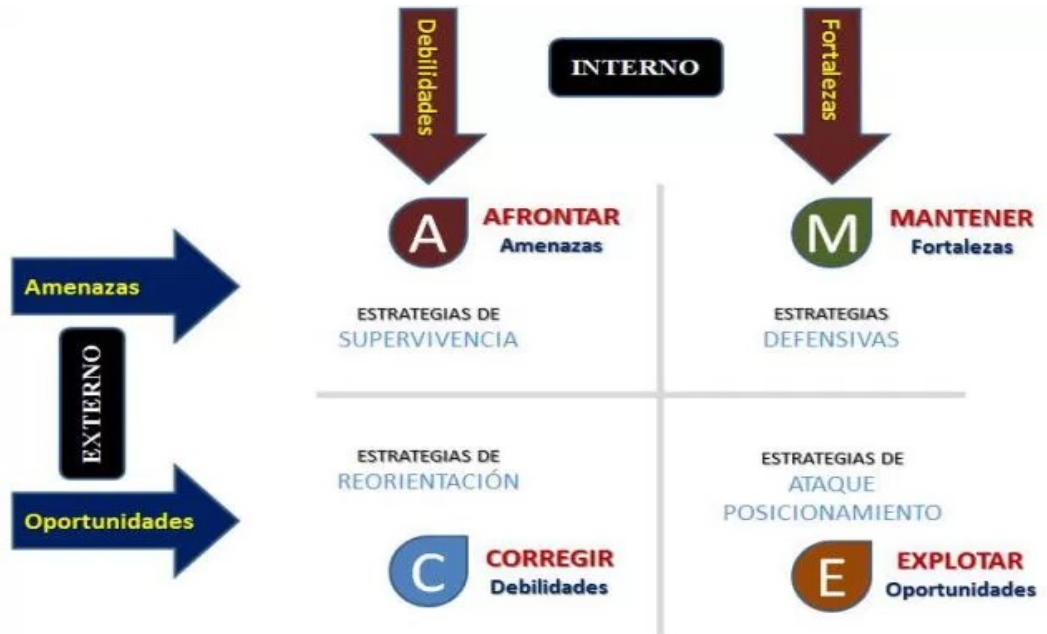 Debilidades
INTERNO
Fortalezas
A
AFRONTAR
Amenazas
M
MANTENER
Fortalezas
Amenazas
ESTRATEGIAS DE
SUPERVIVENCIA
ESTRATEGIAS
DEFENSIVAS
EXTERNO
ESTRATEGIAS DE
REORIENTACIÓN
ESTRATEGIAS DE
ATAQUE
POSICIONAMIENTO
Oportunidades
C
CORREGIR
Debilidades
E
EXPLOTAR
Oportunidades